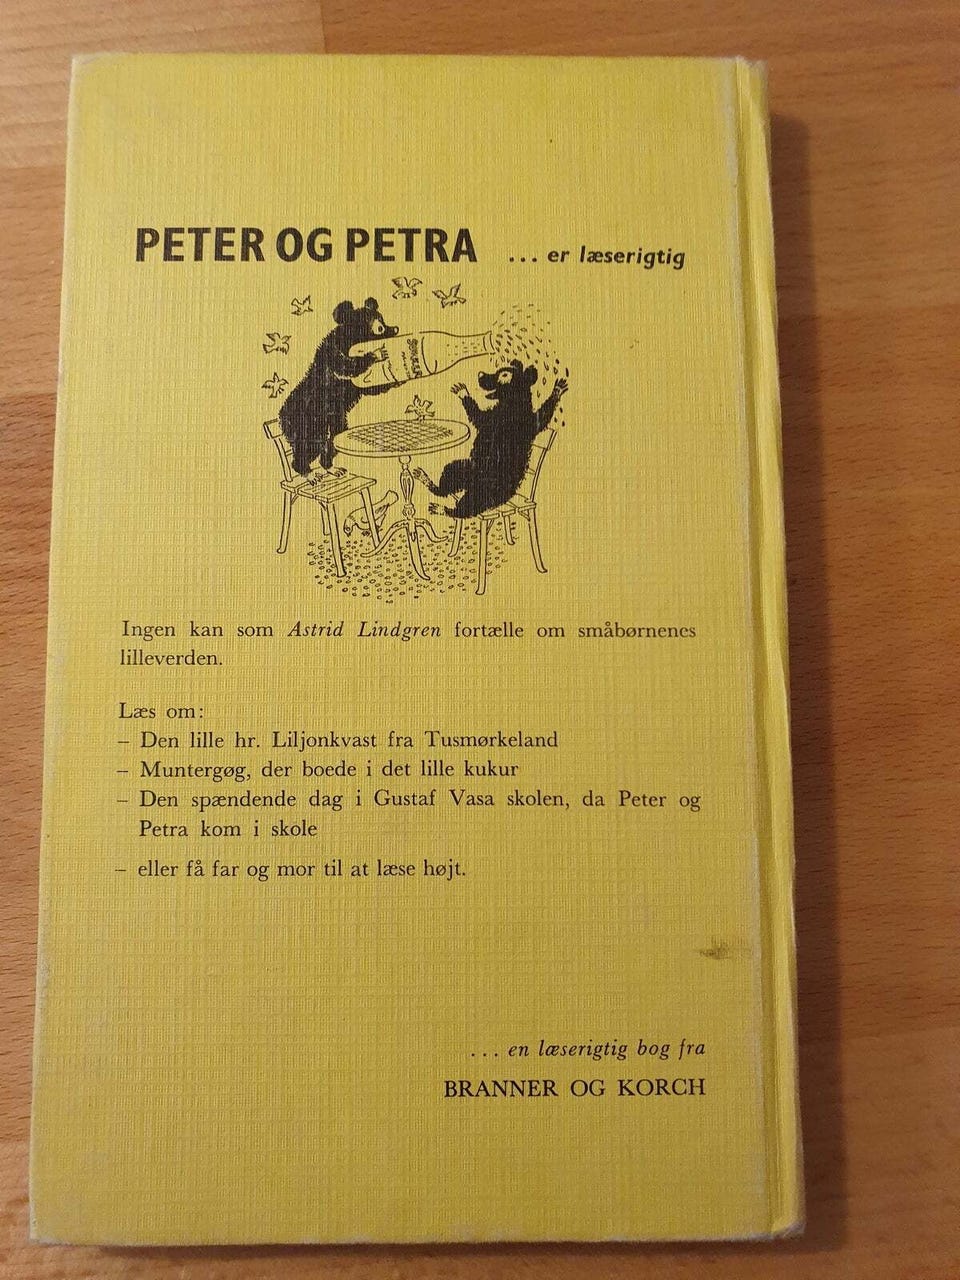 PETER OG PETRA ... er læserigtig
Ingen kan som Astrid Lindgren fortælle om småbørnenes
lilleverden.
Læs om:
– Den lille hr. Liljonkvast fra Tusmørkeland
– Muntergøg, der boede i det lille kukur
– Den spændende dag i Gustaf Vasa skolen, da Peter og
Petra kom i skole
– eller få far og mor til at læse højt.
... en læserigtig bog fra
BRANNER OG KORCH